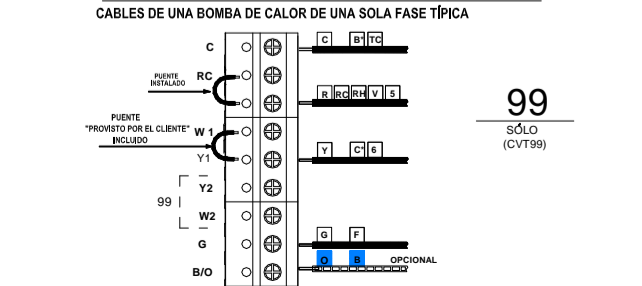 CABLES DE UNA BOMBA DE CALOR DE UNA SOLA FASE TÍPICA
C
C B* TC
PUENTE
INSTALADO
RC
R RC RH V 5
PUENTE
"PROVISTO POR EL CLIENTE"
INCLUJDO
W 1
Y1
Y C* 6
99
Y2
W2
G
G F
B/O
O B OPCIONAL
99
SÓLO
(CVT99)